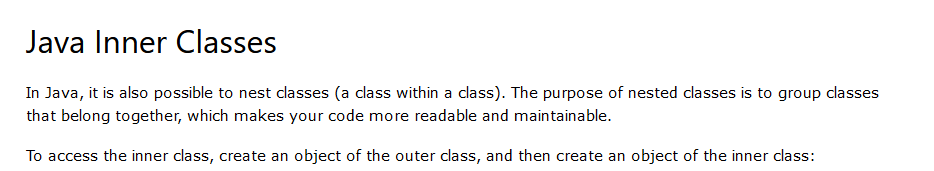 Java Inner Classes
In Java, it is also possible to nest classes (a class within a class). The purpose of nested classes is to group classes
that belong together, which makes your code more readable and maintainable.
To access the inner class, create an object of the outer class, and then create an object of the inner class: